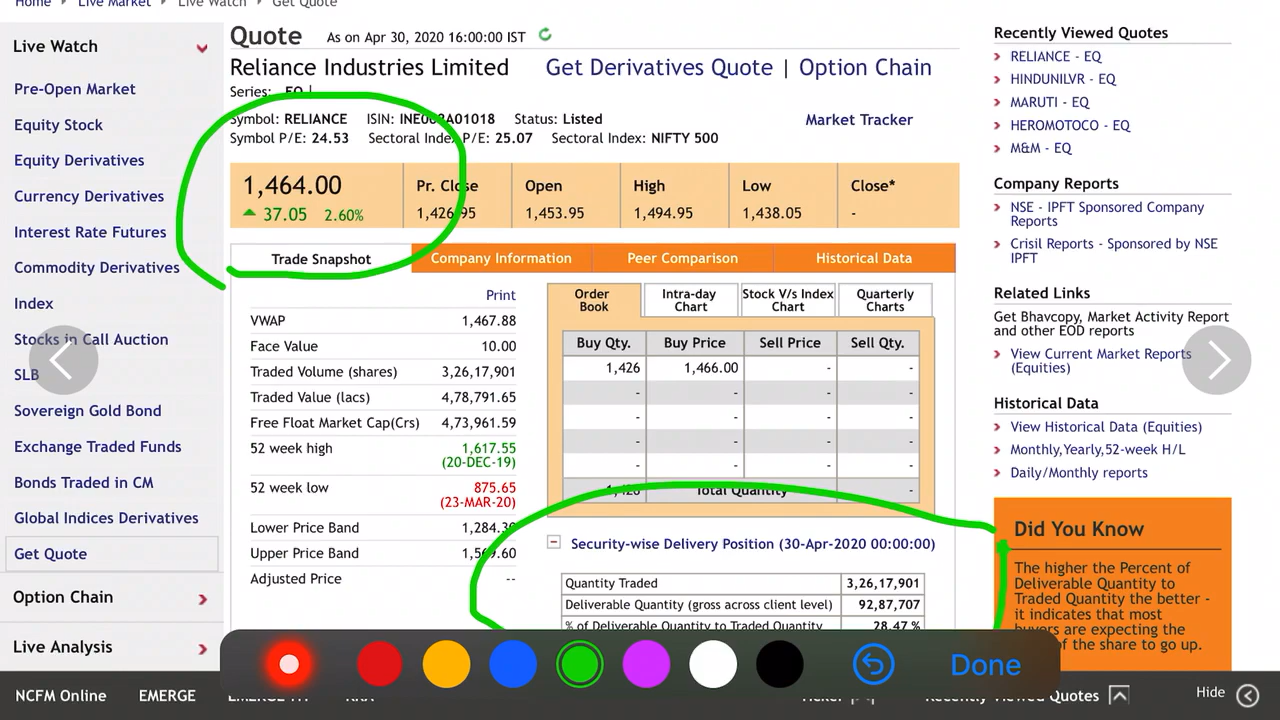 Home Live Market Live Watch Get Quote
Live Watch
Pre-Open Market
Equity Stock
Equity Derivatives
Currency Derivatives
Interest Rate Futures
Commodity Derivatives
Index
Stocks in Call Auction
SLB
Sovereign Gold Bond
Exchange Traded Funds
Bonds Traded in CM
Global Indices Derivatives
Get Quote
Option Chain
Live Analysis
Quote As on Apr 30, 2020 16:00:00 IST
Reliance Industries Limited Get Derivatives Quote | Option Chain
Series: EQ |
Symbol: RELIANCE ISIN: INE002A01018 Status: Listed Market Tracker
Symbol P/E: 24.53 Sectoral Index P/E: 25.07 Sectoral Index: NIFTY 500
1,464.00 Pr. Close Open High Low Close*
37.05 2.60% 1,426.95 1,453.95 1,494.95 1,438.05 -
Trade Snapshot Company Information Peer Comparison Historical Data
Print
VWAP 1,467.88
Face Value 10.00
Traded Volume (shares) 3,26,17,901
Traded Value (lacs) 4,78,791.65
Free Float Market Cap(Crs) 4,73,961.59
52 week high 1,617.55
(20-DEC-19)
52 week low 875.65
(23-MAR-20)
Lower Price Band 1,284.30
Upper Price Band 1,569.60
Adjusted Price --
Order Book Intra-day Chart Stock V/s Index Chart Quarterly Charts
Buy Qty. Buy Price Sell Price Sell Qty.
1,426 1,466.00 - -
- - - -
- - - -
- - - -
- - - -
1,426 Total Quantity -
Security-wise Delivery Position (30-Apr-2020 00:00:00)
Quantity Traded 3,26,17,901
Deliverable Quantity (gross across client level) 92,87,707
% of Deliverable Quantity to Traded Quantity 28.47 %
Recently Viewed Quotes
RELIANCE - EQ
HINDUNILVR - EQ
MARUTI - EQ
HEROMOTOCO - EQ
M&M - EQ
Company Reports
NSE - IPFT Sponsored Company
Reports
Crisil Reports - Sponsored by NSE
IPFT
Related Links
Get Bhavcopy, Market Activity Report
and other EOD reports
View Current Market Reports
(Equities)
Historical Data
View Historical Data (Equities)
Monthly,Yearly,52-week H/L
Daily/Monthly reports
Did You Know
The higher the Percent of
Deliverable Quantity to
Traded Quantity the better -
it indicates that most
buyers are expecting the
of the share to go up.
Done
NCFM Online EMERGE Recently Viewed Quotes Hide